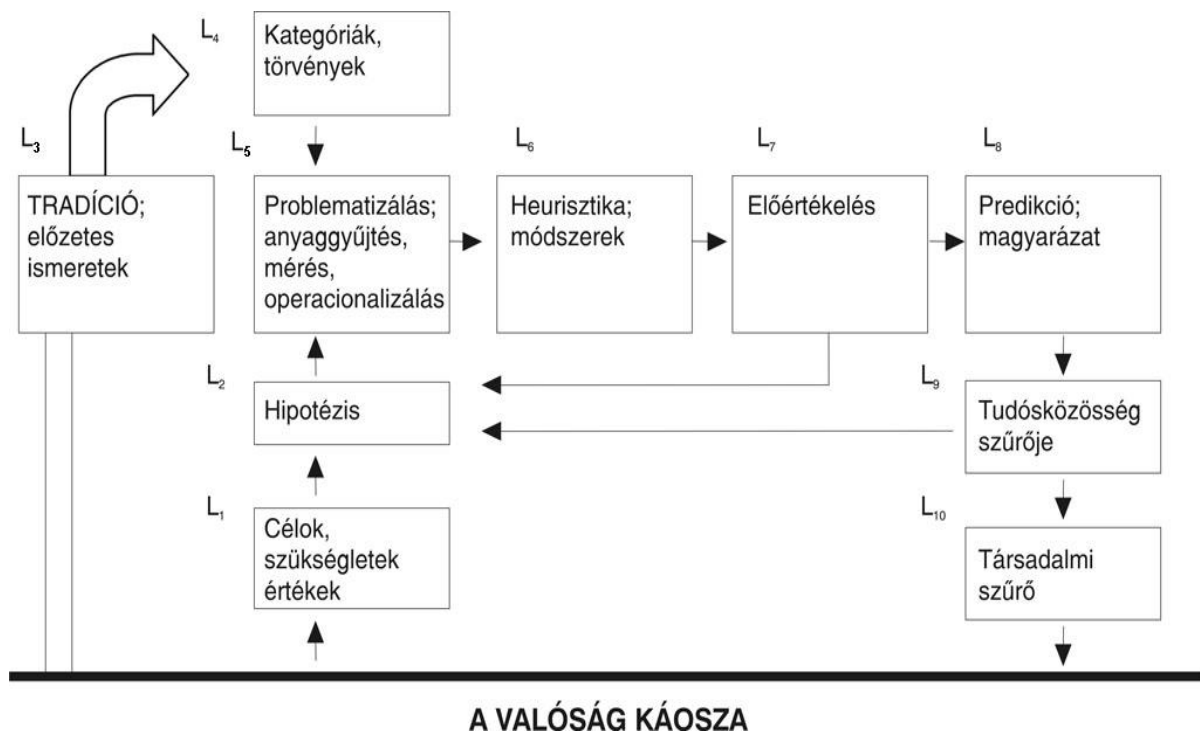 L4
Kategóriák,
törvények
L3
TRADÍCIÓ;
előzetes
ismeretek
L5
Problematizálás;
anyaggyűjtés,
mérés,
operacionalizálás
L6
Heurisztika;
módszerek
L7
Előértékelés
L8
Predikció;
magyarázat
L2
Hipotézis
L9
Tudósközösség
szűrője
L1
Célok,
szükségletek
értékek
L10
Társadalmi
szűrő
A VALÓSÁG KÁOSZA